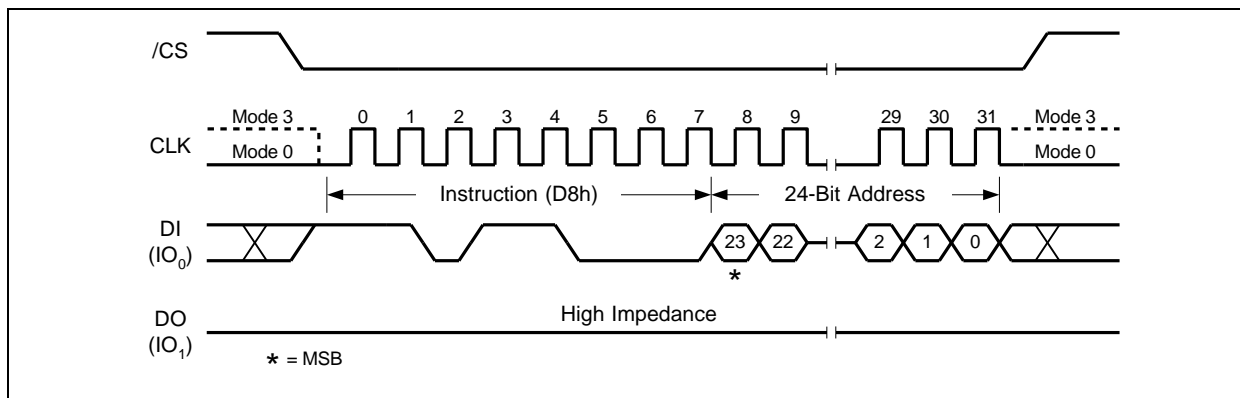 /CS
Mode 3 0 1 2 3 4 5 6 7 8 9 29 30 31 Mode 3
CLK Mode 0 Mode 0
Instruction (D8h) 24-Bit Address
DI
(IO0) 23 22 2 1 0
*
High Impedance
DO
(IO1)
* = MSB